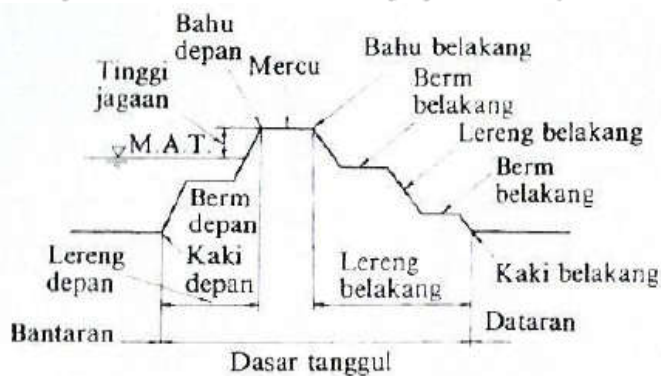 Bahu
depan
Mercu
Bahu belakang
Tinggi
jagaan
Berm
belakang
M.A.T.
Lereng belakang
Berm
belakang
Berm
depan
Lereng
depan
Kaki
depan
Lereng
belakang
Kaki belakang
Bantaran
Dataran
Dasar tanggul